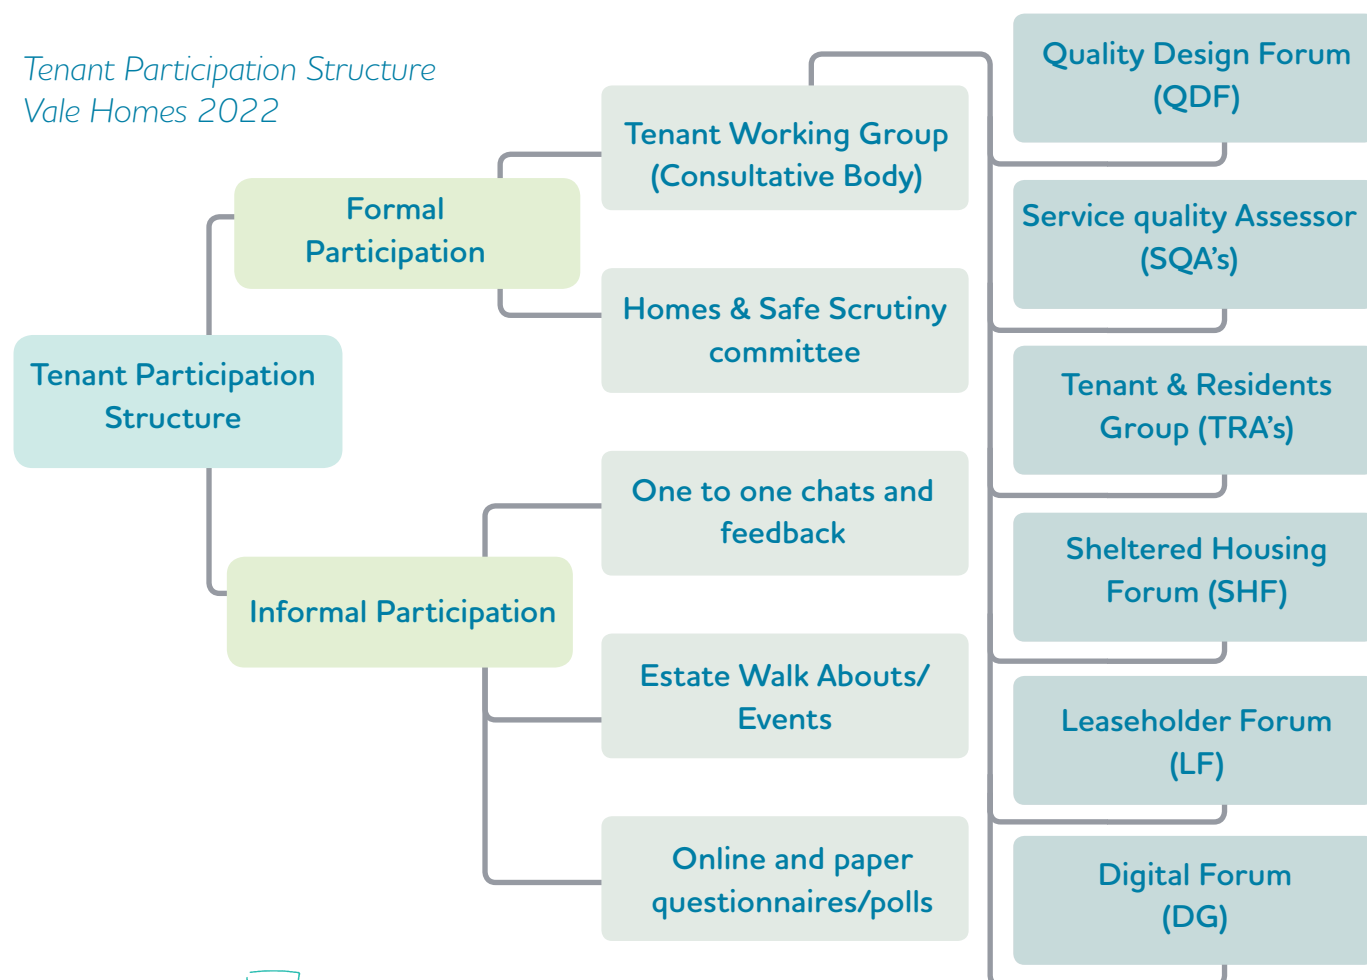 Tenant Participation Structure
Vale Homes 2022
Tenant Participation
Structure
Formal
Participation
Informal Participation
Tenant Working Group
(Consultative Body)
Homes & Safe Scrutiny
committee
One to one chats and
feedback
Estate Walk Abouts/
Events
Online and paper
questionnaires/polls
Quality Design Forum
(QDF)
Service quality Assessor
(SQA's)
Tenant & Residents
Group (TRA's)
Sheltered Housing
Forum (SHF)
Leaseholder Forum
(LF)
Digital Forum
(DG)